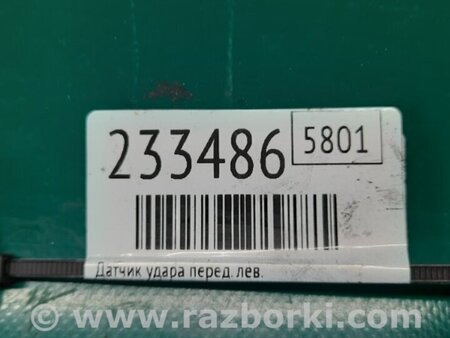 233486 5801
Датчик удара перед. лев.
www.razborki.com